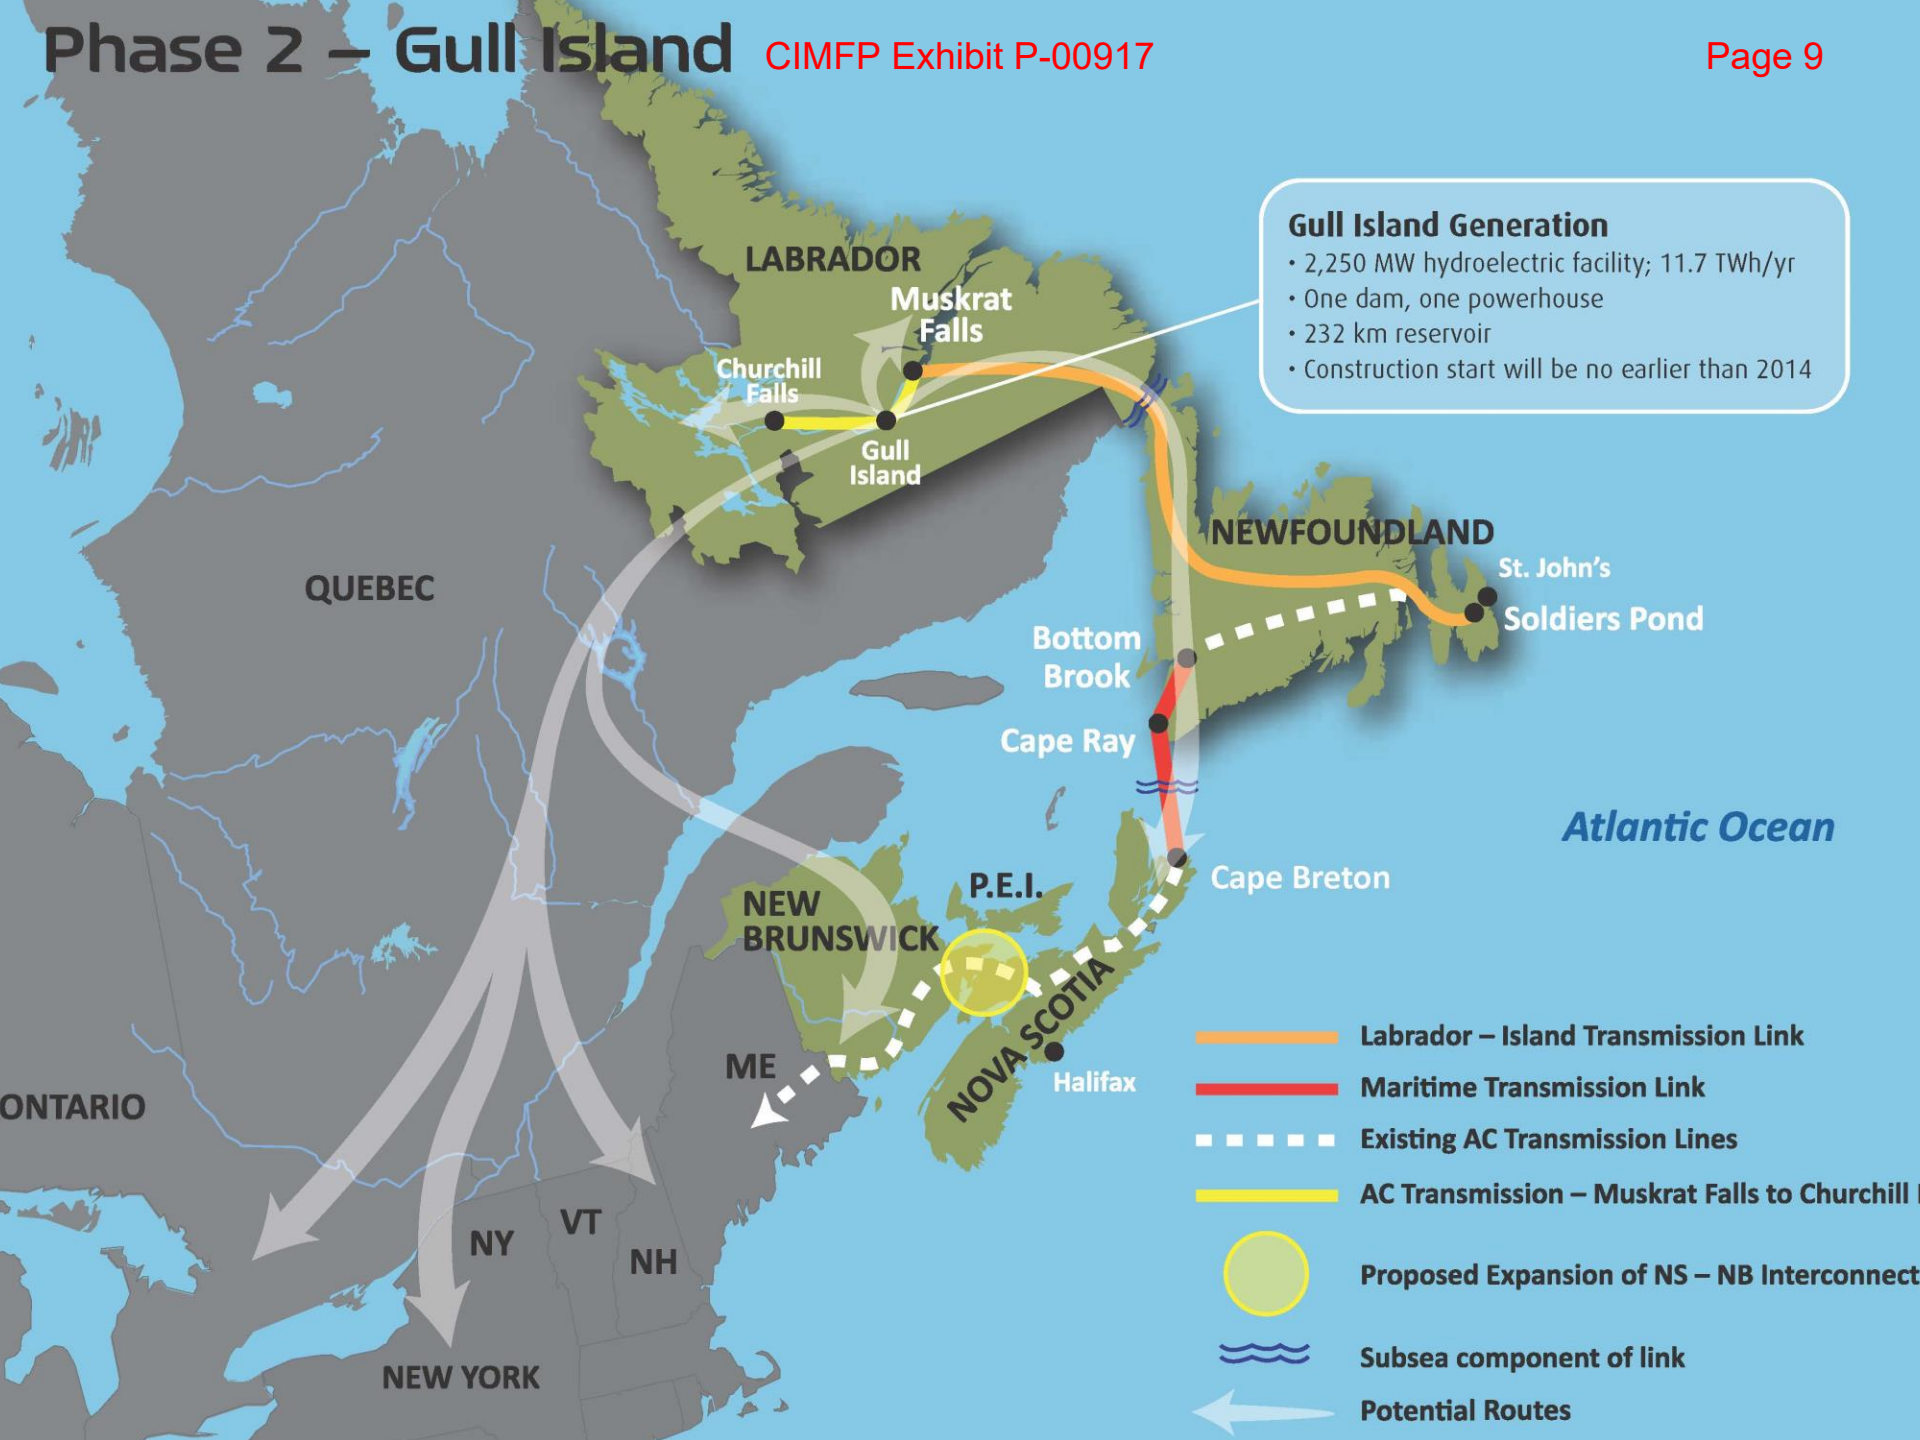 Phase 2 – Gull Island
CIMFP Exhibit P-00917
Page 9
Gull Island Generation
• 2,250 MW hydroelectric facility; 11.7 TWh/yr
• One dam, one powerhouse
• 232 km reservoir
• Construction start will be no earlier than 2014
LABRADOR
Muskrat
Falls
Churchill
Falls
Gull
Island
NEWFOUNDLAND
St. John's
Soldiers Pond
QUEBEC
Bottom
Brook
Cape Ray
Atlantic Ocean
Cape Breton
P.E.I.
NEW
BRUNSWICK
NOVA SCOTIA
Halifax
ME
ONTARIO
NY
VT
NH
NEW YORK
Labrador – Island Transmission Link
Maritime Transmission Link
Existing AC Transmission Lines
AC Transmission – Muskrat Falls to Churchill
Proposed Expansion of NS – NB Interconnect
Subsea component of link
Potential Routes